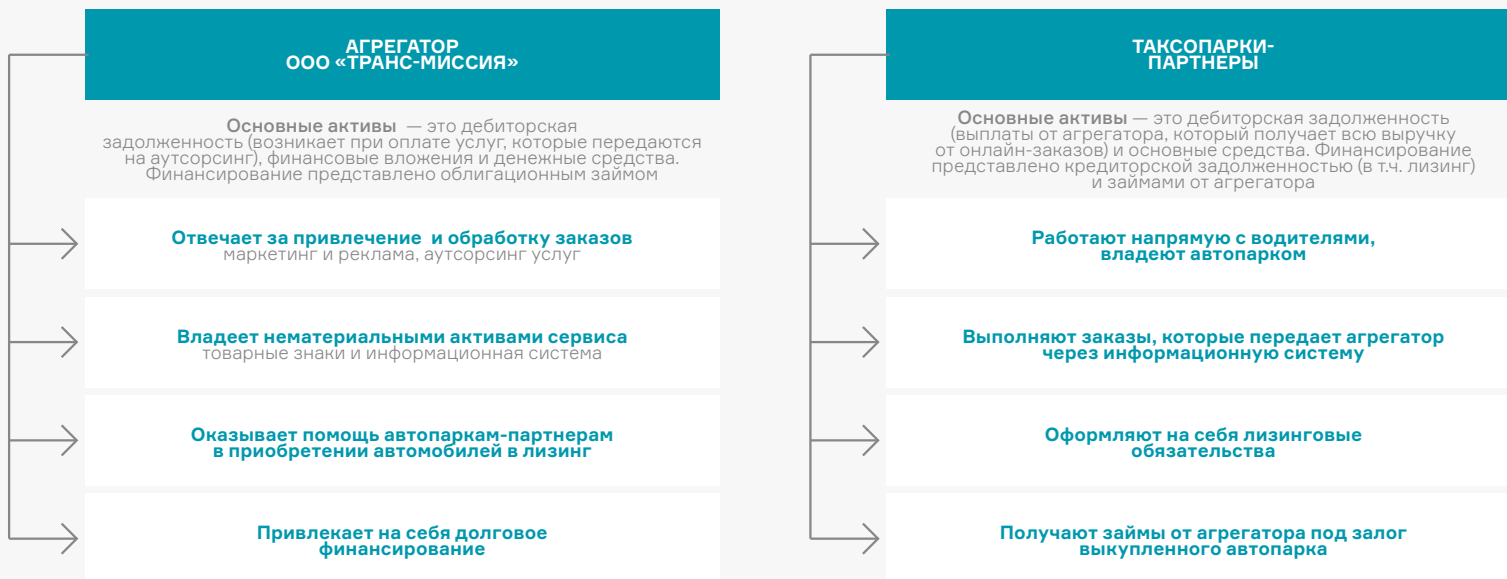 АГРЕГАТОР
ООО «ТРАНС-МИССИЯ»
Основные активы — это дебиторская
задолженность (возникает при оплате услуг, которые передаются
на аутсорсинг), финансовые вложения и денежные средства.
Финансирование представлено облигационным займом
Отвечает за привлечение и обработку заказов
маркетинг и реклама, аутсорсинг услуг
Владеет нематериальными активами сервиса
товарные знаки и информационная система
Оказывает помощь автопаркам-партнерам
в приобретении автомобилей в лизинг
Привлекает на себя долговое
финансирование
ТАКСОПАРКИ-
ПАРТНЕРЫ
Основные активы — это дебиторская задолженность
(выплаты от агрегатора, который получает всю выручку
от онлайн-заказов) и основные средства. Финансирование
представлено кредиторской задолженностью (в т.ч. лизинг)
и займами от агрегатора
Работают напрямую с водителями,
владеют автопарком
Выполняют заказы, которые передает агрегатор
через информационную систему
Оформляют на себя лизинговые
обязательства
Получают займы от агрегатора под залог
выкупленного автопарка